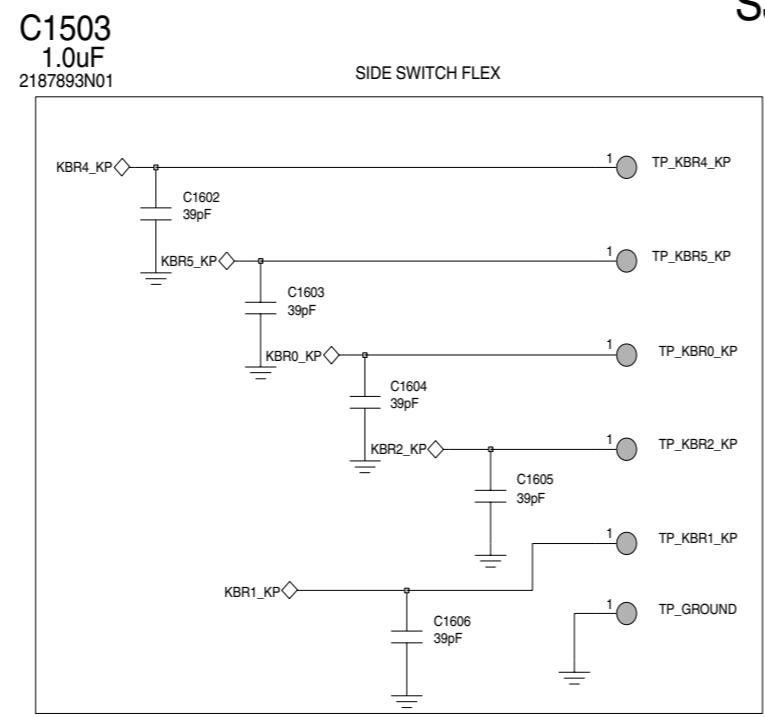 C1503
1.0uF
2187893N01
SIDE SWITCH FLEX
KBR4_KP
1
TP_KBR4_KP
C1602
39pF
KBR5_KP
1
TP_KBR5_KP
C1603
39pF
KBR0_KP
1
TP_KBR0_KP
C1604
39pF
KBR2_KP
1
TP_KBR2_KP
C1605
39pF
1
TP_KBR1_KP
KBR1_KP
1
TP_GROUND
C1606
39pF